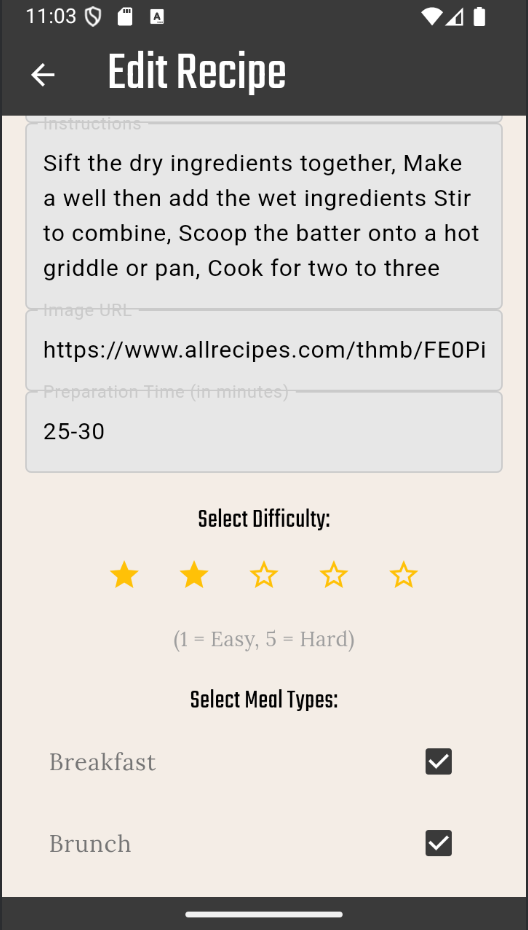 11:03
Edit Recipe
Instructions
Sift the dry ingredients together, Make
a well then add the wet ingredients Stir
to combine, Scoop the batter onto a hot
griddle or pan, Cook for two to three
Image URL
https://www.allrecipes.com/thmb/FE0Pi
Preparation Time (in minutes)
25-30
Select Difficulty:
(1 = Easy, 5 = Hard)
Select Meal Types:
Breakfast
Brunch